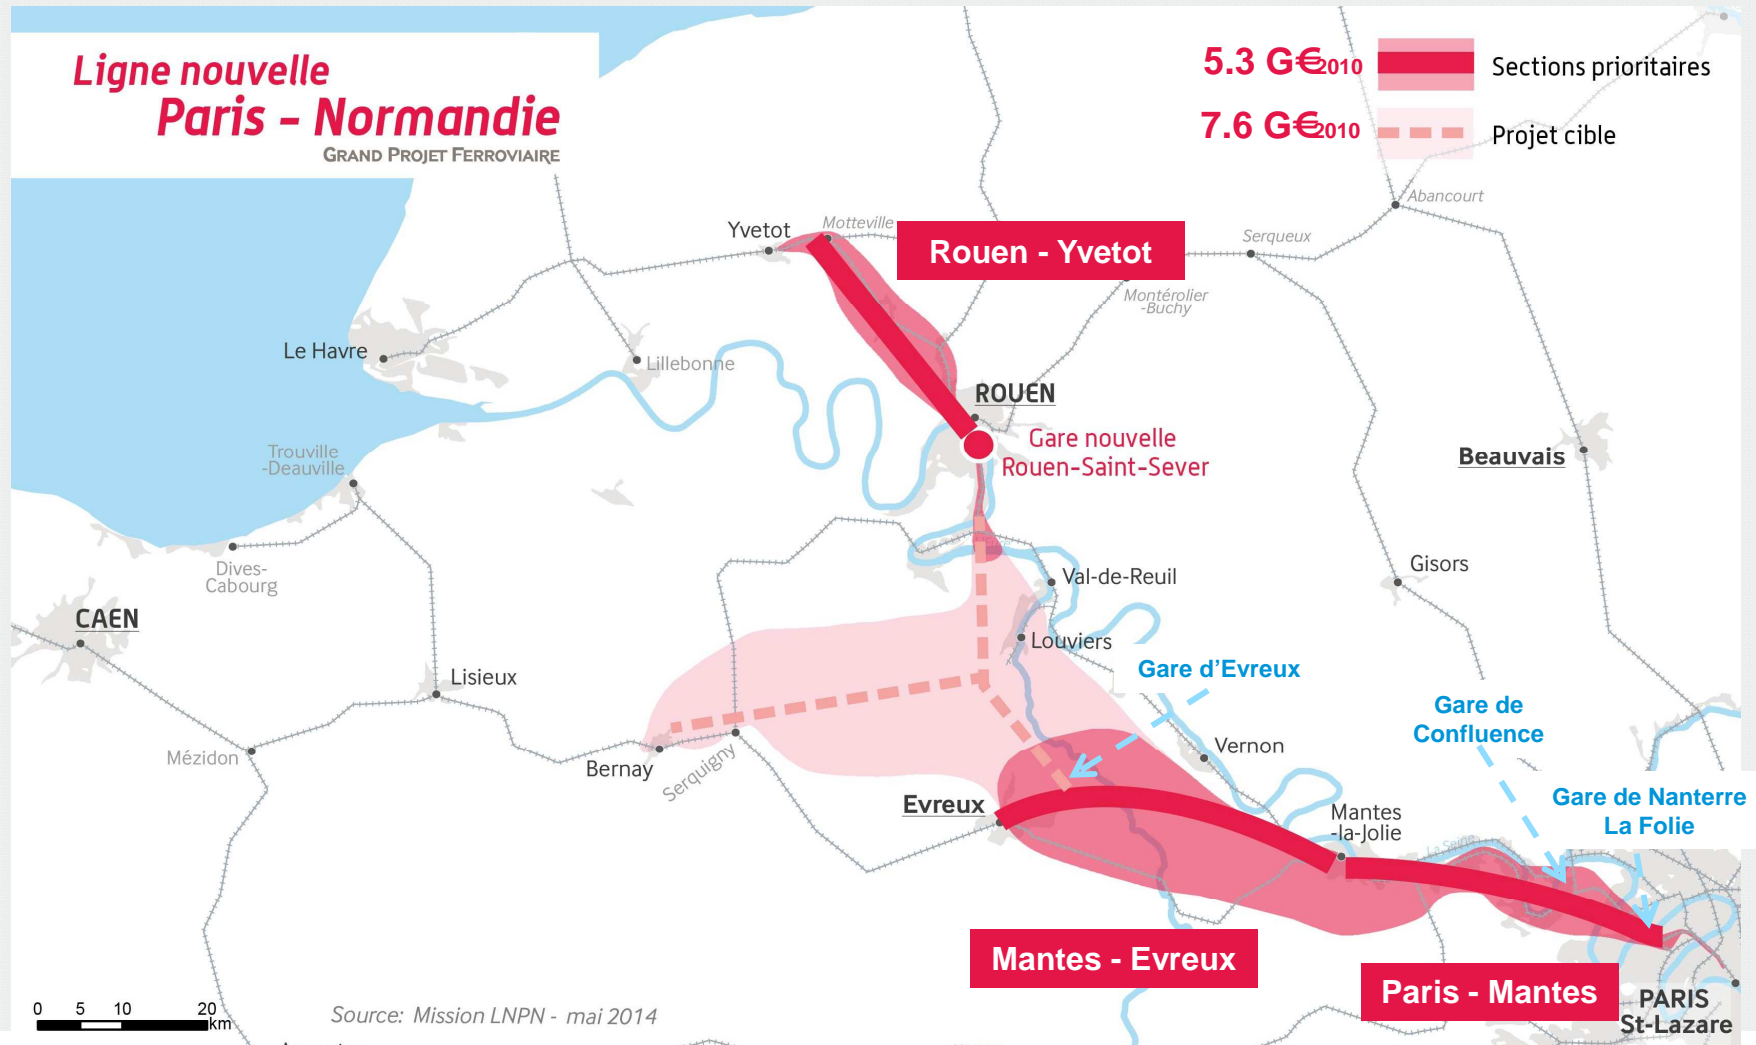 Ligne nouvelle
Paris - Normandie
GRAND PROJET FERROVIAIRE
5.3 G€2010
Sections prioritaires
7.6 G€2010
Projet cible
Abancourt
Yvetot
Motteville
Rouen - Yvetot
Serqueux
Montérolier
-Buchy
Le Havre
Lillebonne
ROUEN
Gare nouvelle
Rouen-Saint-Sever
Beauvais
Trouville
-Deauville
Dives-
Cabourg
Val-de-Reuil
Gisors
CAEN
Louviers
Lisieux
Gare d'Evreux
Gare de
Confluence
Mézidon
Bernay
Serquigny
Vernon
Evreux
Gare de Nanterre
La Folie
Mantes
-la-Jolie
La Seine
Mantes - Evreux
Paris - Mantes
PARIS
St-Lazare
0 5 10 20
km
Source: Mission LNPN - mai 2014